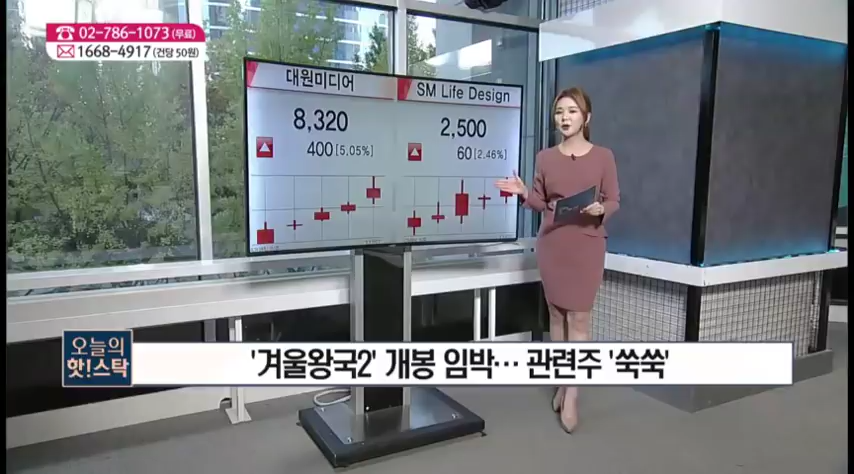 02-786-1073 (무료)
1668-4917 (건당 50원)
대원미디어
8,320
400 [5.05%]
SM Life Design
2,500
60 [2.46%]
오늘의
핫!스탁
'겨울왕국2' 개봉 임박… 관련주 '쑥쑥'